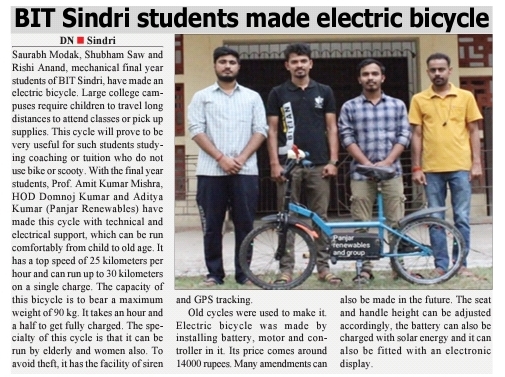 BIT Sindri students made electric bicycle
DN ■ Sindri
Saurabh Modak, Shubham Saw and
Rishi Anand, mechanical final year
students of BIT Sindri, have made an
electric bicycle. Large college cam-
puses require children to travel long
distances to attend classes or pick up
supplies. This cycle will prove to be
very useful for such students study-
ing coaching or tuition who do not
use bike or scooty. With the final year
students, Prof. Amit Kumar Mishra,
HOD Domnoj Kumar and Aditya
Kumar (Panjar Renewables) have
made this cycle with technical and
electrical support, which can be run
comfortably from child to old age. It
has a top speed of 25 kilometers per
hour and can run up to 30 kilometers
on a single charge. The capacity of
this bicycle is to bear a maximum
weight of 90 kg. It takes an hour and
a half to get fully charged. The spe-
cialty of this cycle is that it can be
run by elderly and women also. To
avoid theft, it has the facility of siren
Panjar
renewables
and group
and GPS tracking.
Old cycles were used to make it.
Electric bicycle was made by
installing battery, motor and con-
troller in it. Its price comes around
14000 rupees. Many amendments can
also be made in the future. The seat
and handle height can be adjusted
accordingly, the battery can also be
charged with solar energy and it can
also be fitted with an electronic
display.